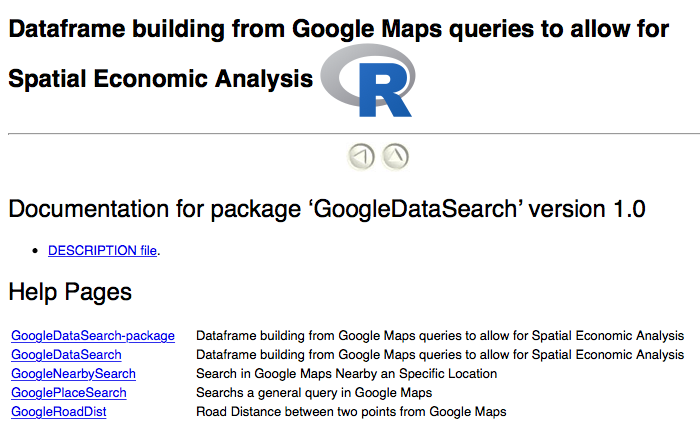 Dataframe building from Google Maps queries to allow for
Spatial Economic Analysis R
Documentation for package ‘GoogleDataSearch’ version 1.0
• DESCRIPTION file.
Help Pages
GoogleDataSearch-package Dataframe building from Google Maps queries to allow for Spatial Economic Analysis
GoogleDataSearch Dataframe building from Google Maps queries to allow for Spatial Economic Analysis
GoogleNearbySearch Search in Google Maps Nearby an Specific Location
GooglePlaceSearch Searchs a general query in Google Maps
GoogleRoadDist Road Distance between two points from Google Maps